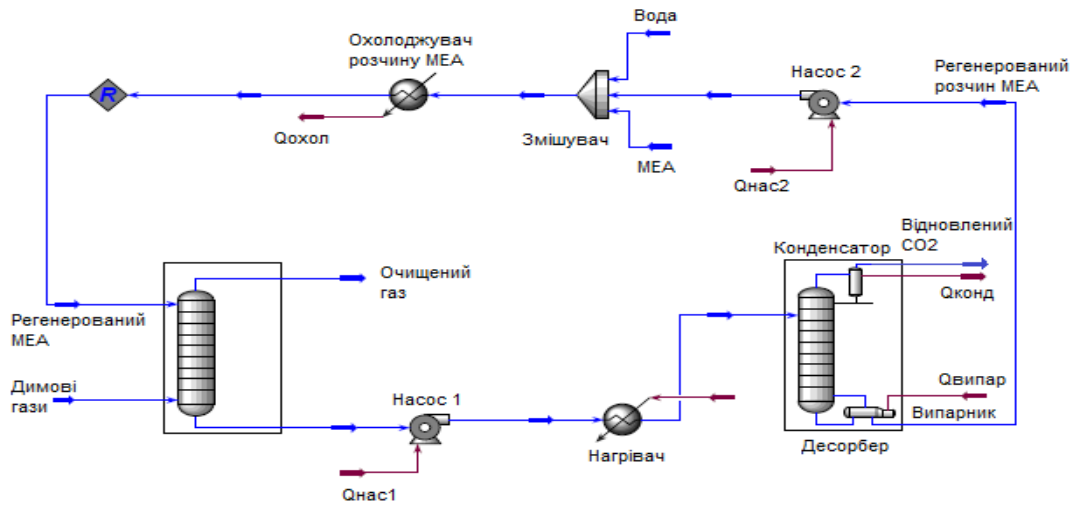 Вода
Охолоджувач
розчину МЕА
Насос 2
Регенерований
розчин МЕА
R
Qохол
Змішувач
МЕА
Qнас2
Відновлений
СО2
Конденсатор
Qконд
Очищений
газ
Регенерований
МЕА
Димові
гази
Насос 1
Qвипар
Випарник
Нагрівач
Десорбер
Qнас1